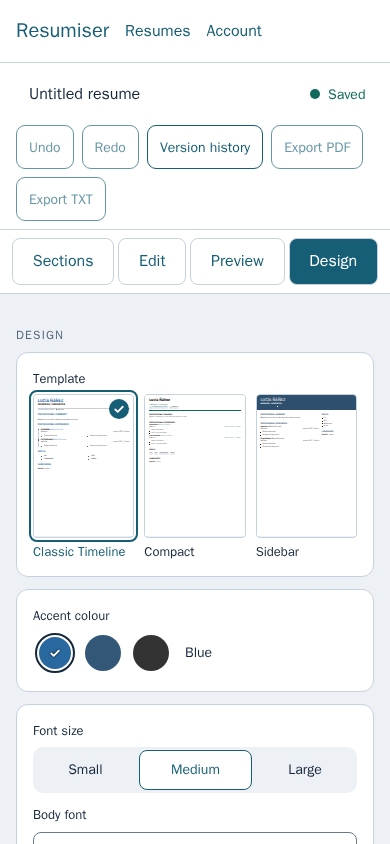 Resumiser Resumes Account
Untitled resume Saved
Undo Redo Version history Export PDF
Export TXT
Sections Edit Preview Design
DESIGN
Template
Classic Timeline Compact Sidebar
Accent colour
Blue
Font size
Small Medium Large
Body font